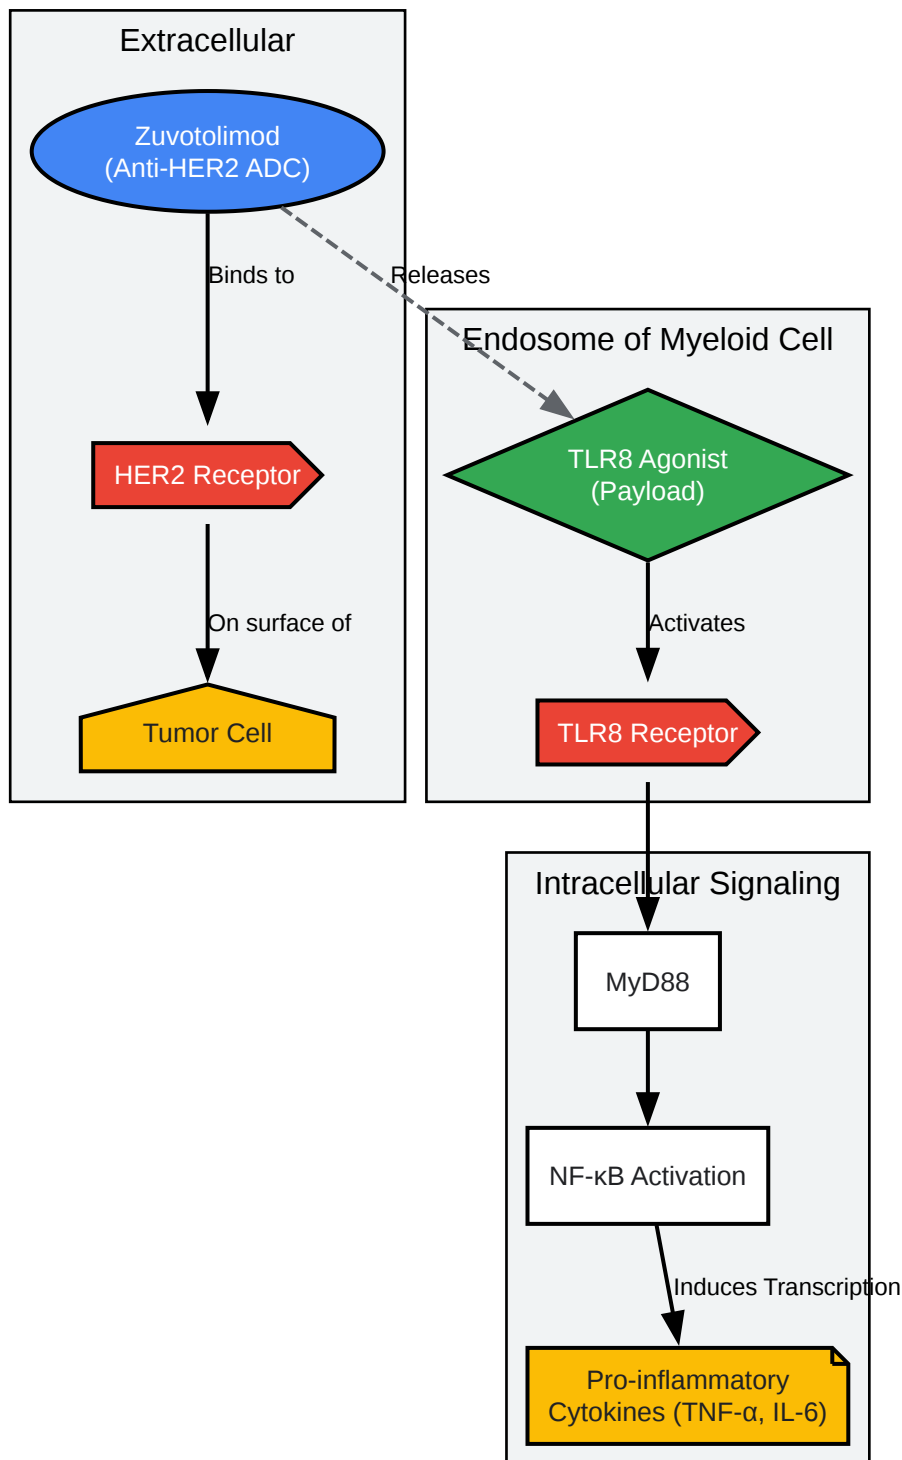 Extracellular
Zuvotolimod
(Anti-HER2 ADC)
Binds to
Releases
Endosome of Myeloid Cell
HER2 Receptor
TLR8 Agonist
(Payload)
On surface of
Activates
Tumor Cell
TLR8 Receptor
Intracellular Signaling
MyD88
NF-κB Activation
Induces Transcription
Pro-inflammatory
Cytokines (TNF-α, IL-6)